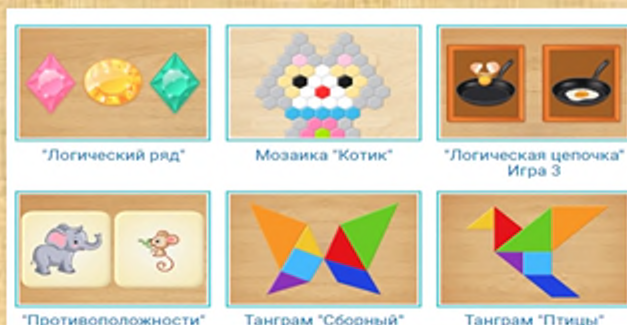 "Логический ряд"
Мозаика "Котик"
"Логическая цепочка"
Игра 3
"Противоположности"
Танграм "Сборный"
Танграм "Птицы"